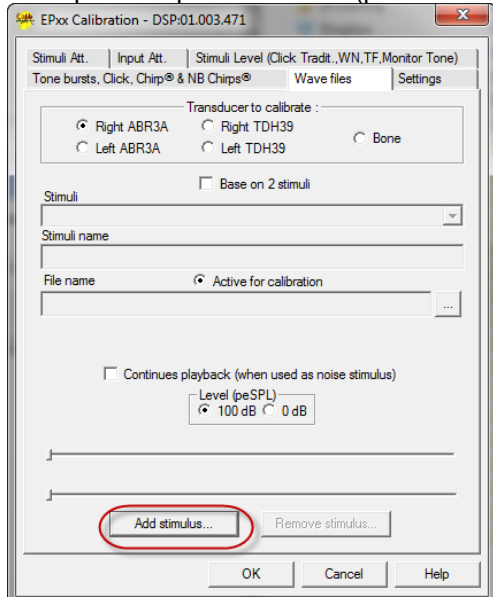 EPxx Calibration - DSP:01.003.471
Stimuli Att. Input Att. Stimuli Level (Click Tradit.,WN,TF,Monitor Tone)
Tone bursts, Click, Chirp® & NB Chirps® Wave files Settings
Transducer to calibrate :
Right ABR3A Right TDH39 Bone
Left ABR3A Left TDH39
Base on 2 stimuli
Stimuli
Stimuli name
File name Active for calibration
...
Continues playback (when used as noise stimulus)
Level (peSPL)
100 dB 0 dB
Add stimulus... Remove stimulus...
OK Cancel Help